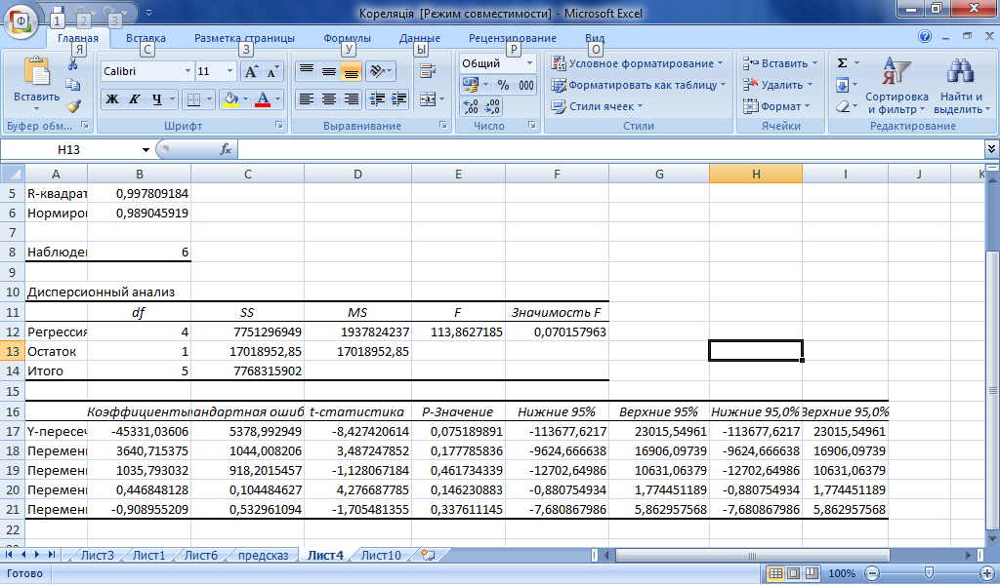 Кореляція [Режим совместимости] - Microsoft Excel
1 2 3
Главная Вставка Разметка страницы Формулы Данные Рецензирование Вид
Я С З У Ы Р О
Вставить
Буфер обм...
Calibri 11
Ж К Ч
Шрифт
Выравнивание
Общий
% 000
Число
Условное форматирование
Форматировать как таблицу
Стили ячеек
Стили
Вставить
Удалить
Формат
Ячейки
Σ
Сортировка и фильтр
Найти и выделить
Редактирование
H13 fx
A B C D E F G H I J K
5 R-квадрат 0,997809184
6 Нормиров 0,989045919
7
8 Наблюден 6
9
10 Дисперсионный анализ
11 df SS MS F Значимость F
12 Регрессия 4 7751296949 1937824237 113,8627185 0,070157963
13 Остаток 1 17018952,85 17018952,85
14 Итого 5 7768315902
15
16 Коэффициенты андартная ошиб t-статистика P-Значение Нижние 95% Верхние 95% Нижние 95,0% Верхние 95,0%
17 Y-пересеч -45331,03606 5378,992949 -8,427420614 0,075189891 -113677,6217 23015,54961 -113677,6217 23015,54961
18 Перемен 3640,715375 1044,008206 3,487247852 0,177785836 -9624,666638 16906,09739 -9624,666638 16906,09739
19 Перемен 1035,793032 918,2015457 -1,128067184 0,461734339 -12702,64986 10631,06379 -12702,64986 10631,06379
20 Перемен 0,446848128 0,104484627 4,276687785 0,146230883 -0,880754934 1,774451189 -0,880754934 1,774451189
21 Перемен -0,908955209 0,532961094 -1,705481355 0,337611145 -7,680867986 5,862957568 -7,680867986 5,862957568
22
Лист3 Лист1 Лист6 предсказ Лист4 Лист10
Готово 100%